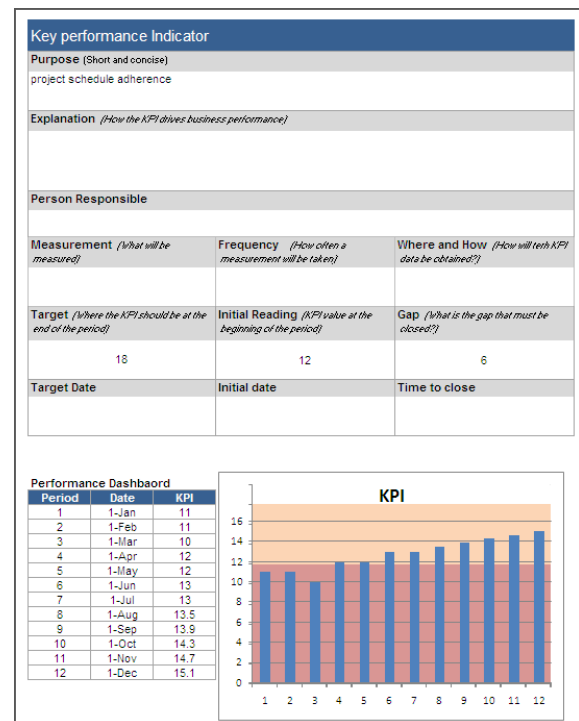 Key performance Indicator
Purpose (Short and concise)
project schedule adherence
Explanation (How the KPI drives business performance)
Person Responsible
Measurement (What will be measured)
Frequency (How often a measurement will be taken)
Where and How (How will terh KPI data be obtained?)
Target (Where the KPI should be at the end of the period)
Initial Reading (KPI value at the beginning of the period)
Gap (What is the gap that must be closed?)
18 12 6
Target Date Initial date Time to close
Performance Dashbaord
Period Date KPI
1 1-Jan 11
2 1-Feb 11
3 1-Mar 10
4 1-Apr 12
5 1-May 12
6 1-Jun 13
7 1-Jul 13
8 1-Aug 13.5
9 1-Sep 13.9
10 1-Oct 14.3
11 1-Nov 14.7
12 1-Dec 15.1
KPI
16
14
12
10
8
6
4
2
0
1 2 3 4 5 6 7 8 9 10 11 12